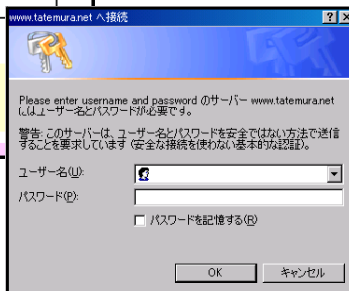 www.tatemura.net へ接続
Please enter username and password のサーバー www.tatemura.net
にはユーザー名とパスワードが必要です。
警告: このサーバーは、ユーザー名とパスワードを安全ではない方法で送信
することを要求しています (安全な接続を使わない基本的な認証)。
ユーザー名(U):
パスワード(P):
パスワードを記憶する(R)
OK キャンセル